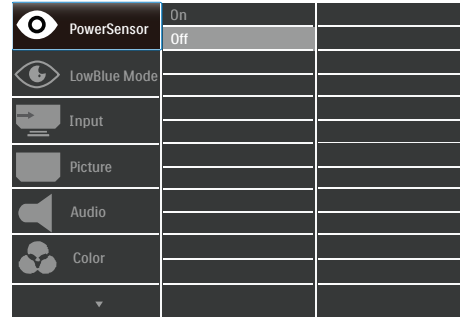 PowerSensor
On
Off
LowBlue Mode
Input
Picture
Audio
Color